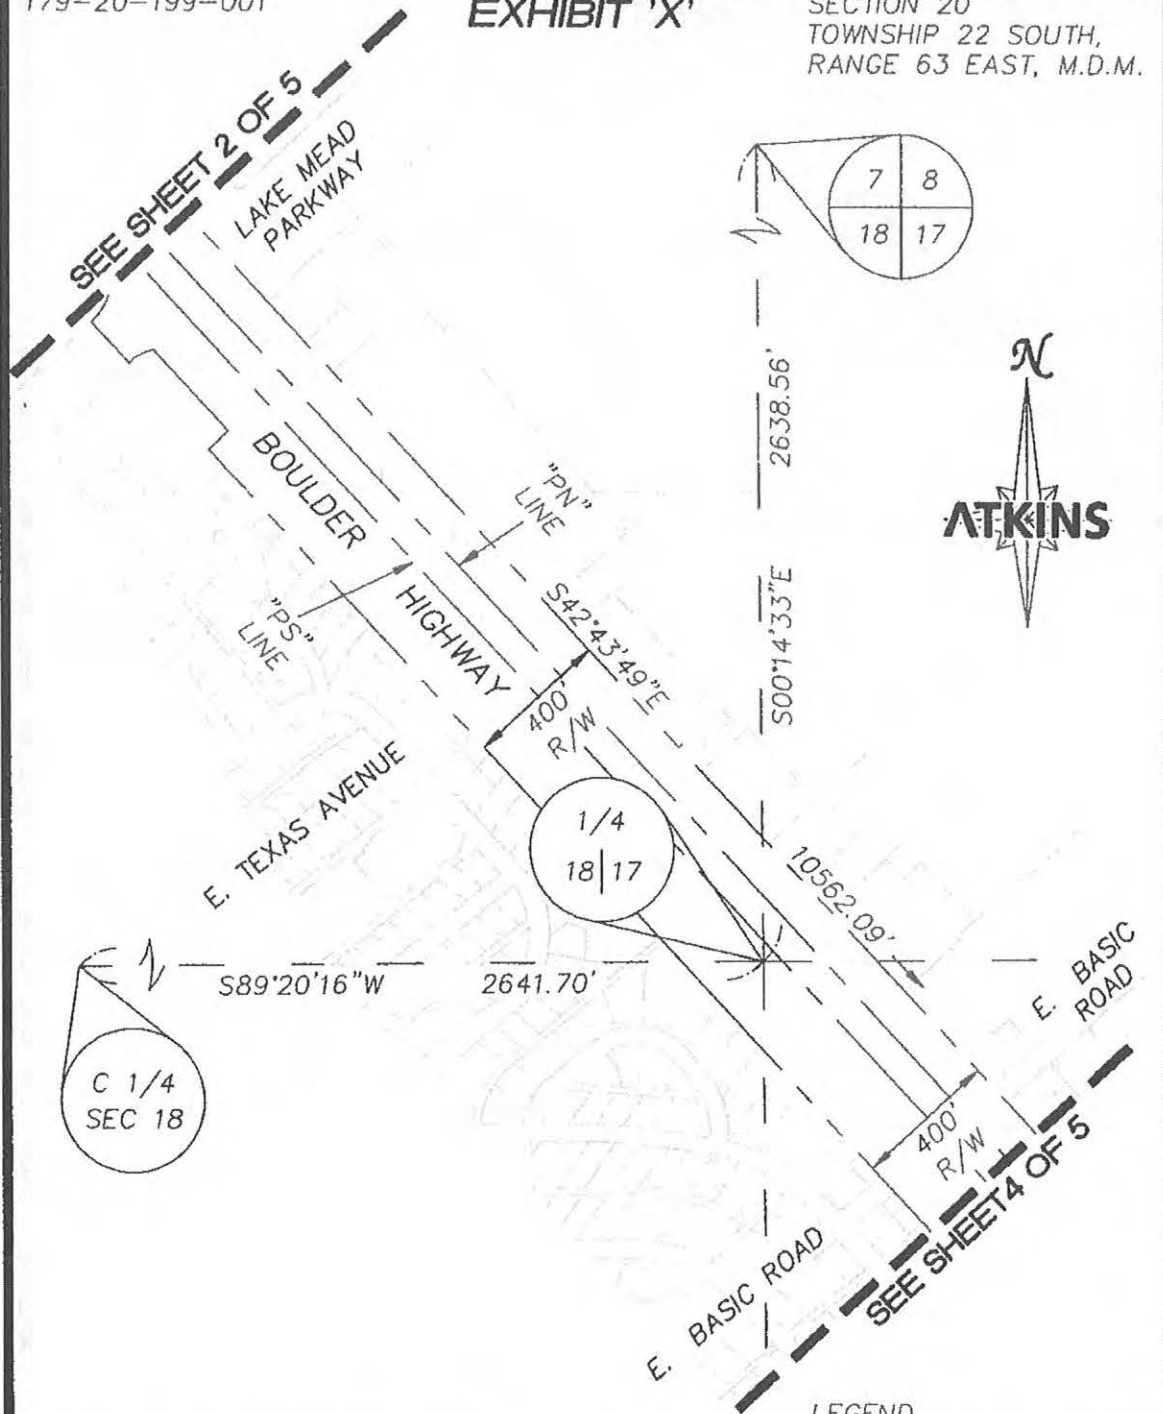 179-20-199-001
EXHIBIT 'X'
SECTION 20
TOWNSHIP 22 SOUTH,
RANGE 63 EAST, M.D.M.
SEE SHEET 2 OF 5
LAKE MEAD
PARKWAY
7 8
18 17
2638.56'
N
ATKINS
BOULDER
HIGHWAY
"PN"
LINE
"PS"
LINE
S42°43'49"E
S00°14'33"E
400'
R/W
E. TEXAS AVENUE
1/4
18|17
10562.09'
S89°20'16"W 2641.70'
E. BASIC
ROAD
C 1/4
SEC 18
400'
R/W
SEE SHEET 4 OF 5
E. BASIC ROAD
LEGEND